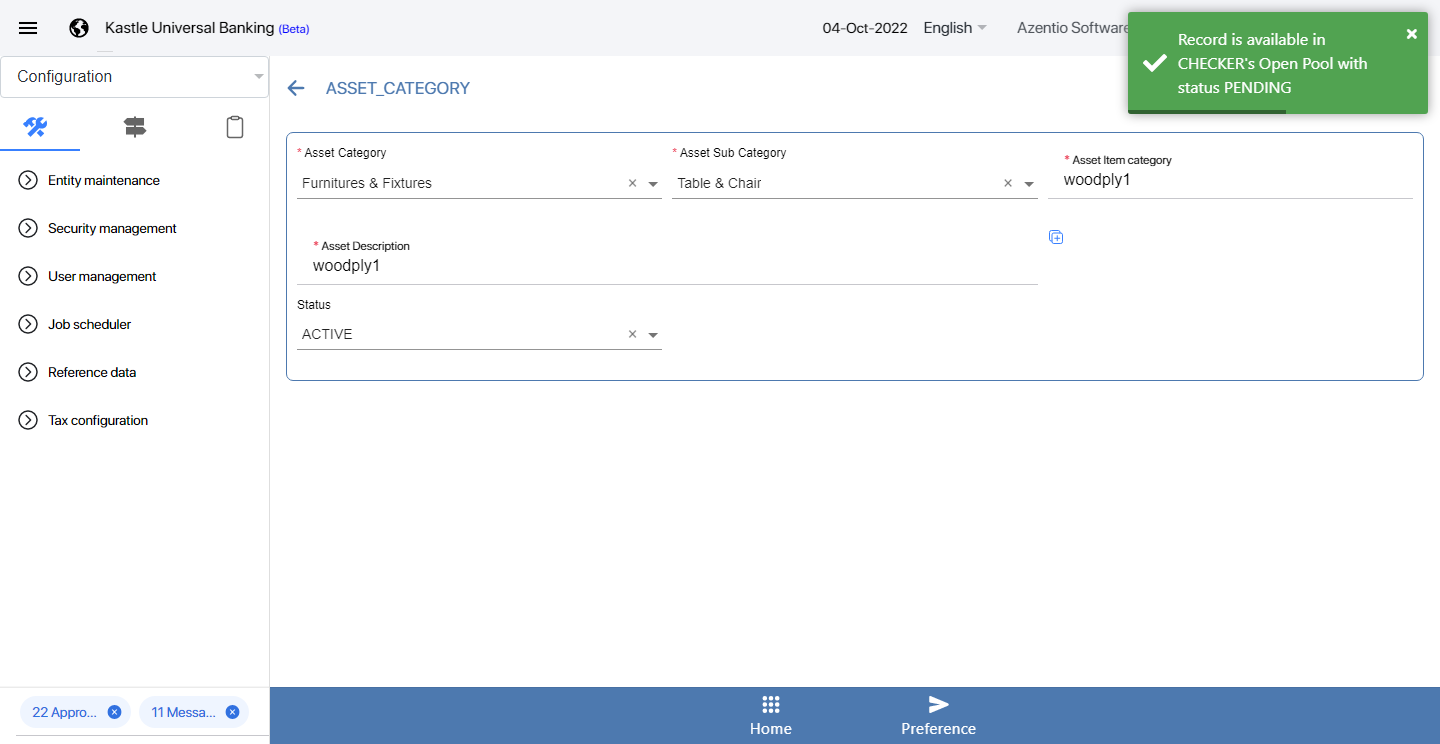 Kastle Universal Banking (Beta)
04-Oct-2022
English
Azentio Software
Record is available in
CHECKER's Open Pool with
status PENDING
Configuration
Entity maintenance
Security management
User management
Job scheduler
Reference data
Tax configuration
22 Appro...
11 Messa...
ASSET_CATEGORY
* Asset Category
Furnitures & Fixtures
* Asset Sub Category
Table & Chair
* Asset Item category
woodply1
* Asset Description
woodply1
Status
ACTIVE
Home
Preference